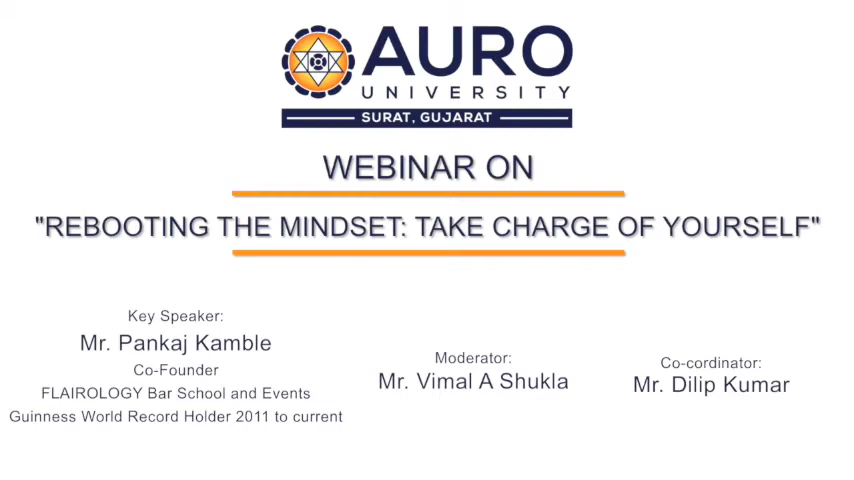 AURO
UNIVERSITY
SURAT, GUJARAT
WEBINAR ON
"REBOOTING THE MINDSET: TAKE CHARGE OF YOURSELF"
Key Speaker:
Mr. Pankaj Kamble
Co-Founder
FLAIROLOGY Bar School and Events
Guinness World Record Holder 2011 to current
Moderator:
Mr. Vimal A Shukla
Co-cordinator:
Mr. Dilip Kumar